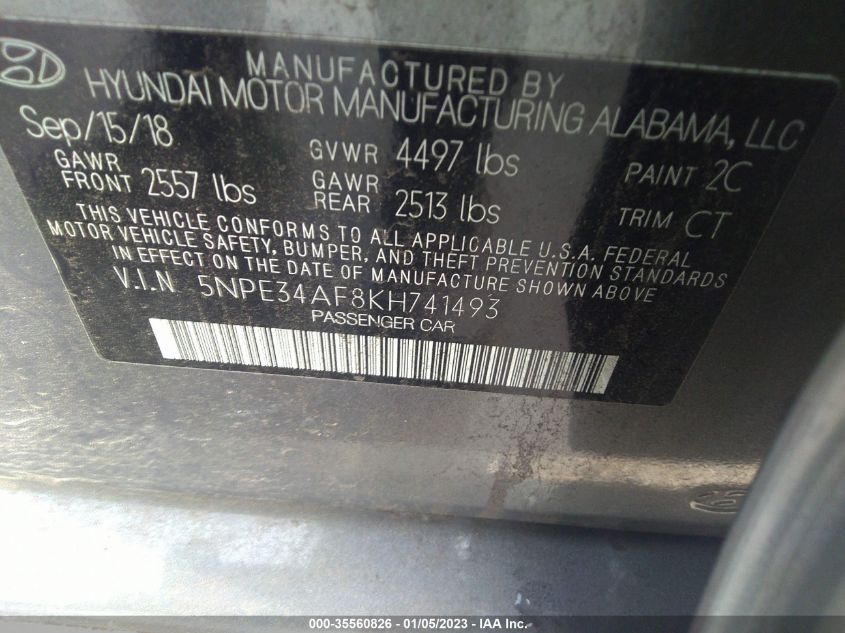 MANUFACTURED BY
HYUNDAI MOTOR MANUFACTURING ALABAMA, LLC
Sep/15/18
GAWR FRONT 2557 lbs
GVWR 4497 lbs
GAWR REAR 2513 lbs
PAINT 2C
TRIM CT
THIS VEHICLE CONFORMS TO ALL APPLICABLE U.S.A. FEDERAL
MOTOR VEHICLE SAFETY, BUMPER, AND THEFT PREVENTION STANDARDS
IN EFFECT ON THE DATE OF MANUFACTURE SHOWN ABOVE.
V.I.N 5NPE34AF8KH741493
PASSENGER CAR
000-35560826 - 01/05/2023 - IAA Inc.